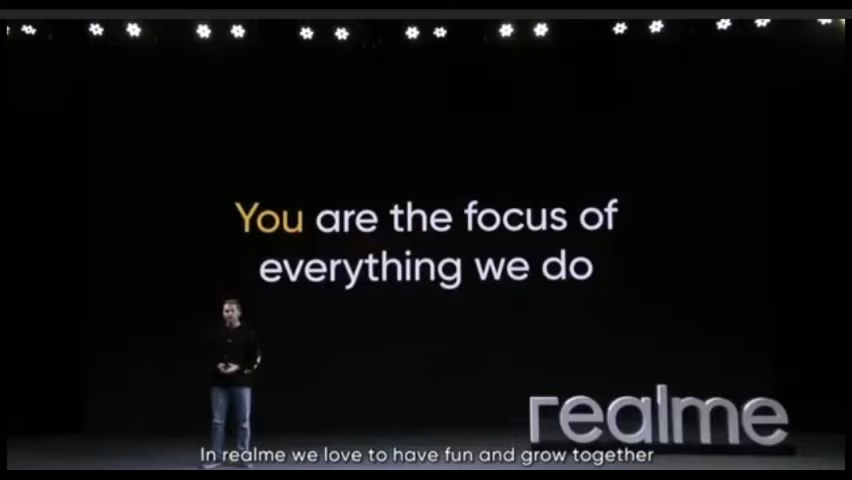 You are the focus of
everything we do
realme
In realme we love to have fun and grow together